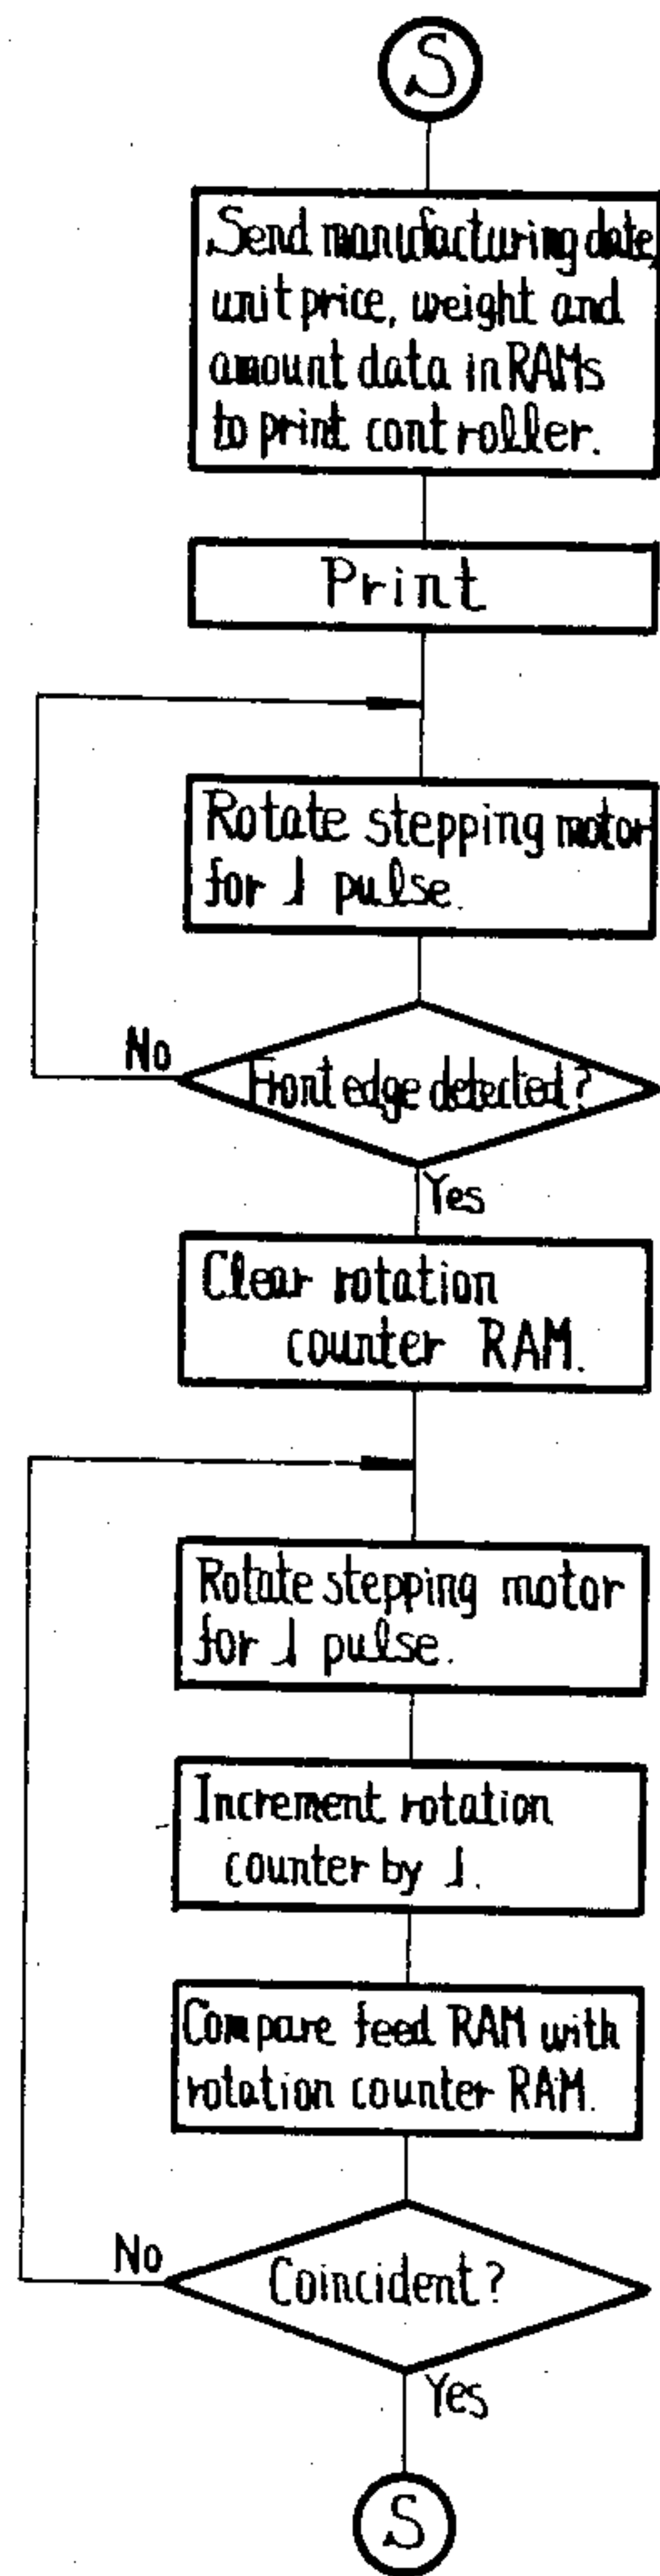 S
Send manufacturing date,
unit price, weight and
amount data in RAMs
to print controller.
Print
Rotate stepping motor
for 1 pulse.
No
Front edge detected?
Yes
Clear rotation
counter RAM.
Rotate stepping motor
for 1 pulse.
Increment rotation
counter by 1.
Compare feed RAM with
rotation counter RAM.
No
Coincident?
Yes
S